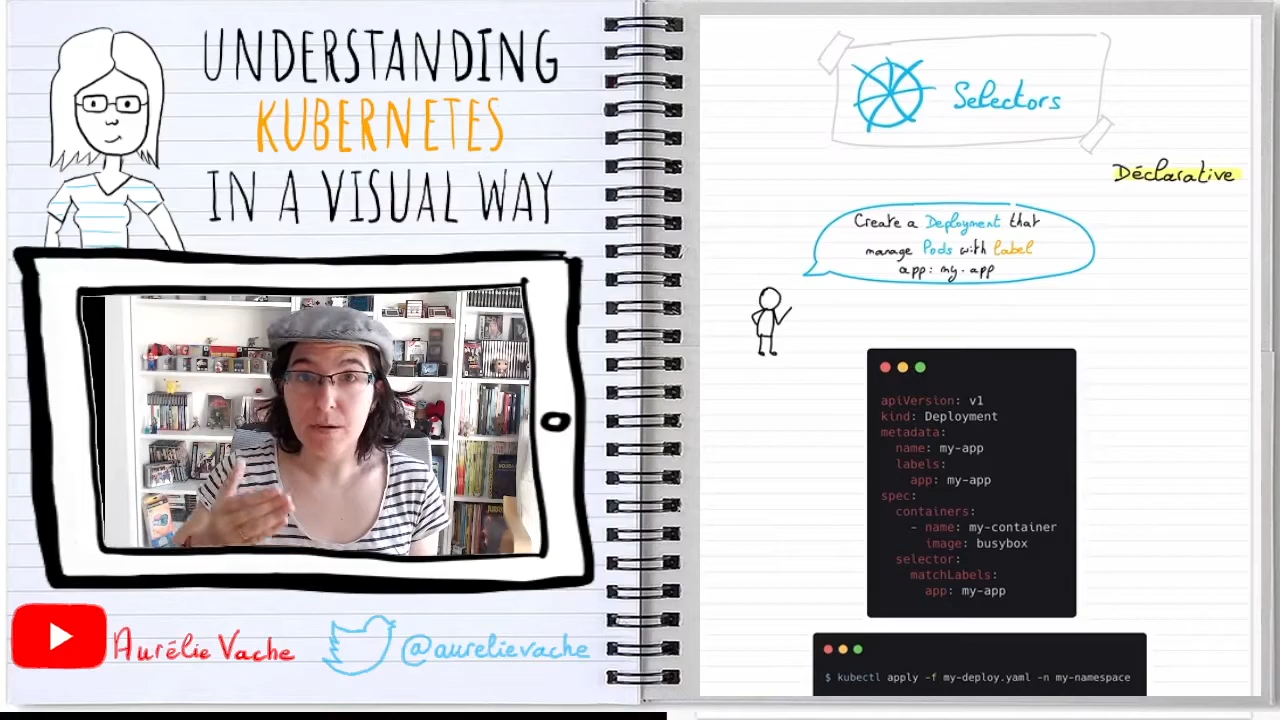 UNDERSTANDING
KUBERNETES
IN A VISUAL WAY
Aurélie Vache
@aurelievache
Selectors
Déclarative
Create a Deployment that
manage Pods with label
app: my-app
apiVersion: v1
kind: Deployment
metadata:
name: my-app
labels:
app: my-app
spec:
containers:
- name: my-container
image: busybox
selector:
matchLabels:
app: my-app
$ kubectl apply -f my-deploy.yaml -n my-namespace